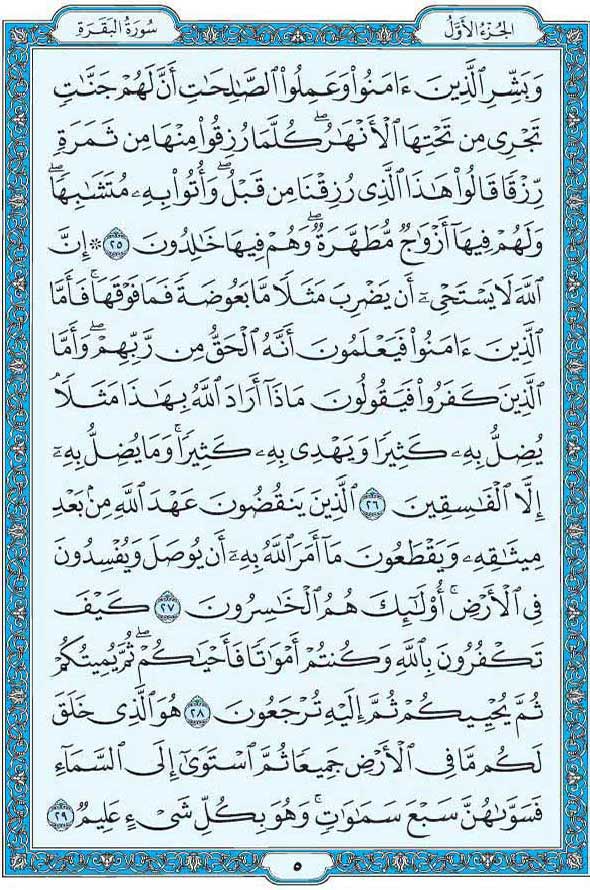 الجُزْءُ الأَوَّلُ
سُورَةُ البَقَرَةِ
وَبَشِّرِ ٱلَّذِينَ ءَامَنُوا۟ وَعَمِلُوا۟ ٱلصَّـٰلِحَـٰتِ أَنَّ لَهُمْ جَنَّـٰتٍ
تَجْرِى مِن تَحْتِهَا ٱلْأَنْهَـٰرُ ۖ كُلَّمَا رُزِقُوا۟ مِنْهَا مِن ثَمَرَةٍ
رِّزْقًا قَالُوا۟ هَـٰذَا ٱلَّذِى رُزِقْنَا مِن قَبْلُ ۖ وَأُتُوا۟ بِهِۦ مُتَشَـٰبِهًا ۖ
وَلَهُمْ فِيهَآ أَزْوَٰجٌ مُّطَهَّرَةٌ ۖ وَهُمْ فِيهَا خَـٰلِدُونَ ٢٥ ۞ إِنَّ
ٱللَّهَ لَا يَسْتَحْىِۦٓ أَن يَضْرِبَ مَثَلًا مَّا بَعُوضَةً فَمَا فَوْقَهَا ۚ فَأَمَّا
ٱلَّذِينَ ءَامَنُوا۟ فَيَعْلَمُونَ أَنَّهُ ٱلْحَقُّ مِن رَّبِّهِمْ ۖ وَأَمَّا
ٱلَّذِينَ كَفَرُوا۟ فَيَقُولُونَ مَاذَآ أَرَادَ ٱللَّهُ بِهَـٰذَا مَثَلًا ۘ
يُضِلُّ بِهِۦ كَثِيرًا وَيَهْدِى بِهِۦ كَثِيرًا ۚ وَمَا يُضِلُّ بِهِۦٓ
إِلَّا ٱلْفَـٰسِقِينَ ٢٦ ٱلَّذِينَ يَنقُضُونَ عَهْدَ ٱللَّهِ مِنۢ بَعْدِ
مِيثَـٰقِهِۦ وَيَقْطَعُونَ مَآ أَمَرَ ٱللَّهُ بِهِۦٓ أَن يُوصَلَ وَيُفْسِدُونَ
فِى ٱلْأَرْضِ ۚ أُو۟لَـٰٓئِكَ هُمُ ٱلْخَـٰسِرُونَ ٢٧ كَيْفَ
تَكْفُرُونَ بِٱللَّهِ وَكُنتُمْ أَمْوَٰتًا فَأَحْيَـٰكُمْ ۖ ثُمَّ يُمِيتُكُمْ
ثُمَّ يُحْيِيكُمْ ثُمَّ إِلَيْهِ تُرْجَعُونَ ٢٨ هُوَ ٱلَّذِى خَلَقَ
لَكُم مَّا فِى ٱلْأَرْضِ جَمِيعًا ثُمَّ ٱسْتَوَىٰٓ إِلَى ٱلسَّمَآءِ
فَسَوَّىٰهُنَّ سَبْعَ سَمَـٰوَٰتٍ ۚ وَهُوَ بِكُلِّ شَىْءٍ عَلِيمٌ ٢٩
٥